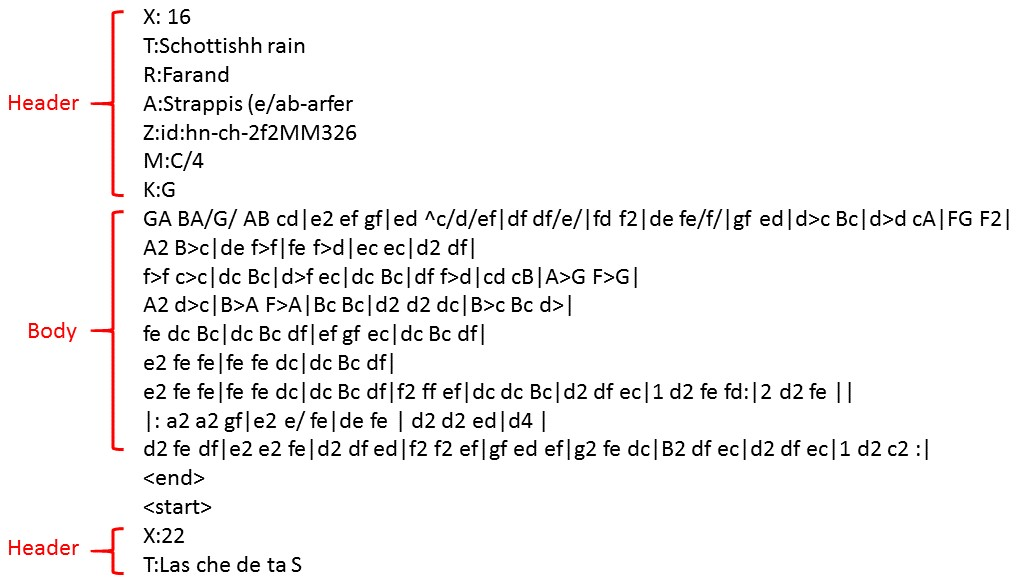 Header
X: 16
T:Schottishh rain
R:Farand
A:Strappis (e/ab-arfer
Z:id:hn-ch-2f2MM326
M:C/4
K:G
Body
GA BA/G/ AB cd|e2 ef gf|ed ^c/d/ef|df df/e/|fd f2|de fe/f/|gf ed|d>c Bc|d>d cA|FG F2|
A2 B>c|de f>f|fe f>d|ec ec|d2 df|
f>f c>c|dc Bc|d>f ec|dc Bc|df f>d|cd cB|A>G F>G|
A2 d>c|B>A F>A|Bc Bc|d2 d2 dc|B>c Bc d>|
fe dc Bc|dc Bc df|ef gf ec|dc Bc df|
e2 fe fe|fe fe dc|dc Bc df|
e2 fe fe|fe fe dc|dc Bc df|f2 ff ef|dc dc Bc|d2 df ec|1 d2 fe fd:|2 d2 fe ||
|: a2 a2 gf|e2 e/ fe|de fe | d2 d2 ed|d4 |
d2 fe df|e2 e2 fe|d2 df ed|f2 f2 ef|gf ed ef|g2 fe dc|B2 df ec|d2 df ec|1 d2 c2 :|
<end>
<start>
Header
X:22
T:Las che de ta S